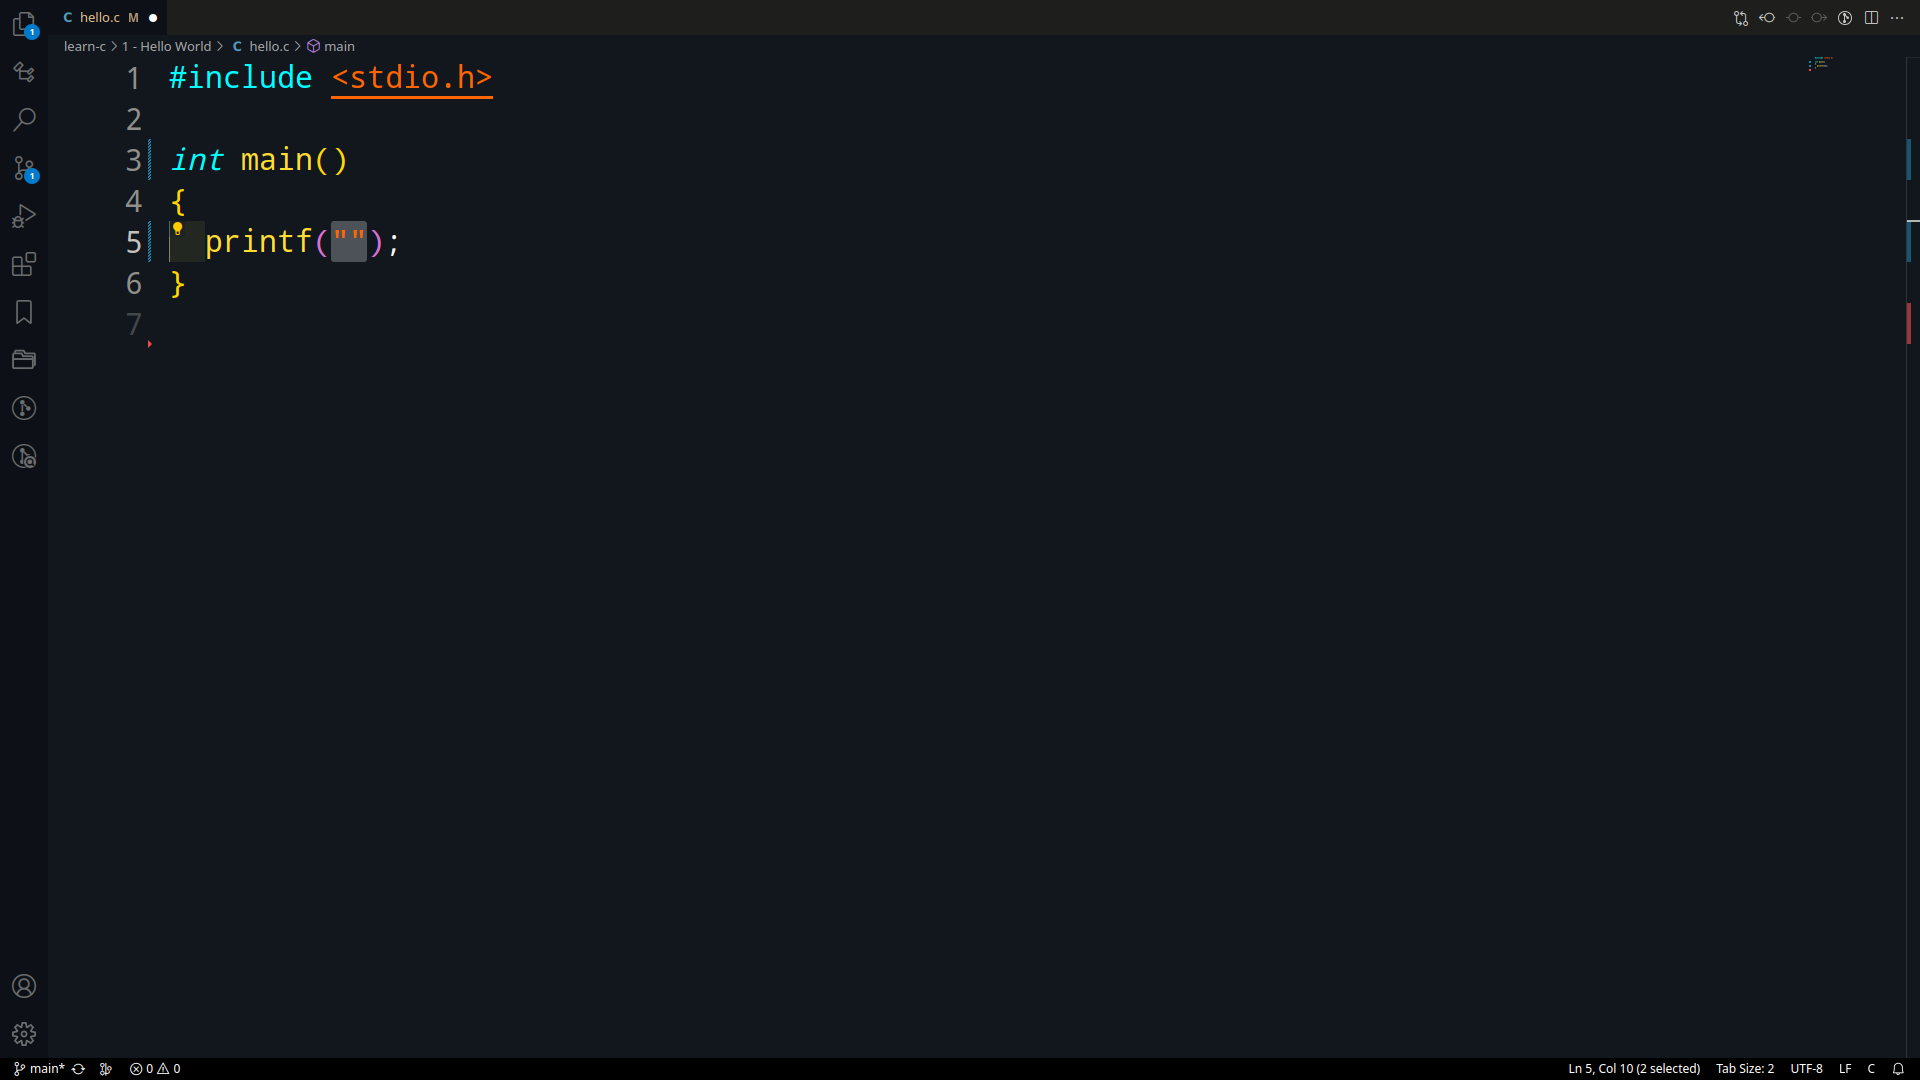 1
C hello.c M
learn-c > 1 - Hello World > C hello.c > main
1 #include <stdio.h>
2
1
3 int main()
4 {
5 printf("");
6 }
7
main* 0 0 Ln 5, Col 10 (2 selected) Tab Size: 2 UTF-8 LF C